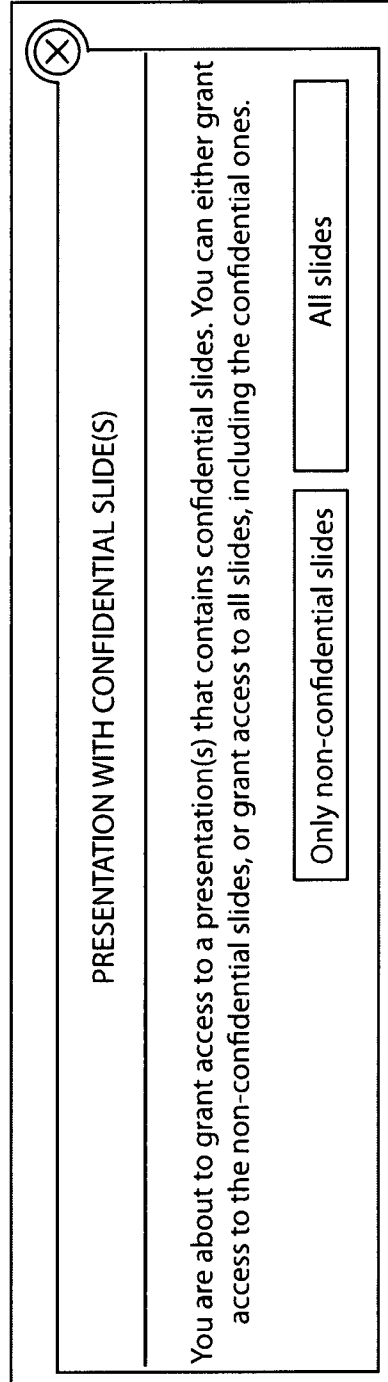 PRESENTATION WITH CONFIDENTIAL SLIDE(S)
You are about to grant access to a presentation(s) that contains confidential slides. You can either grant
access to the non-confidential slides, or grant access to all slides, including the confidential ones.
Only non-confidential slides
All slides